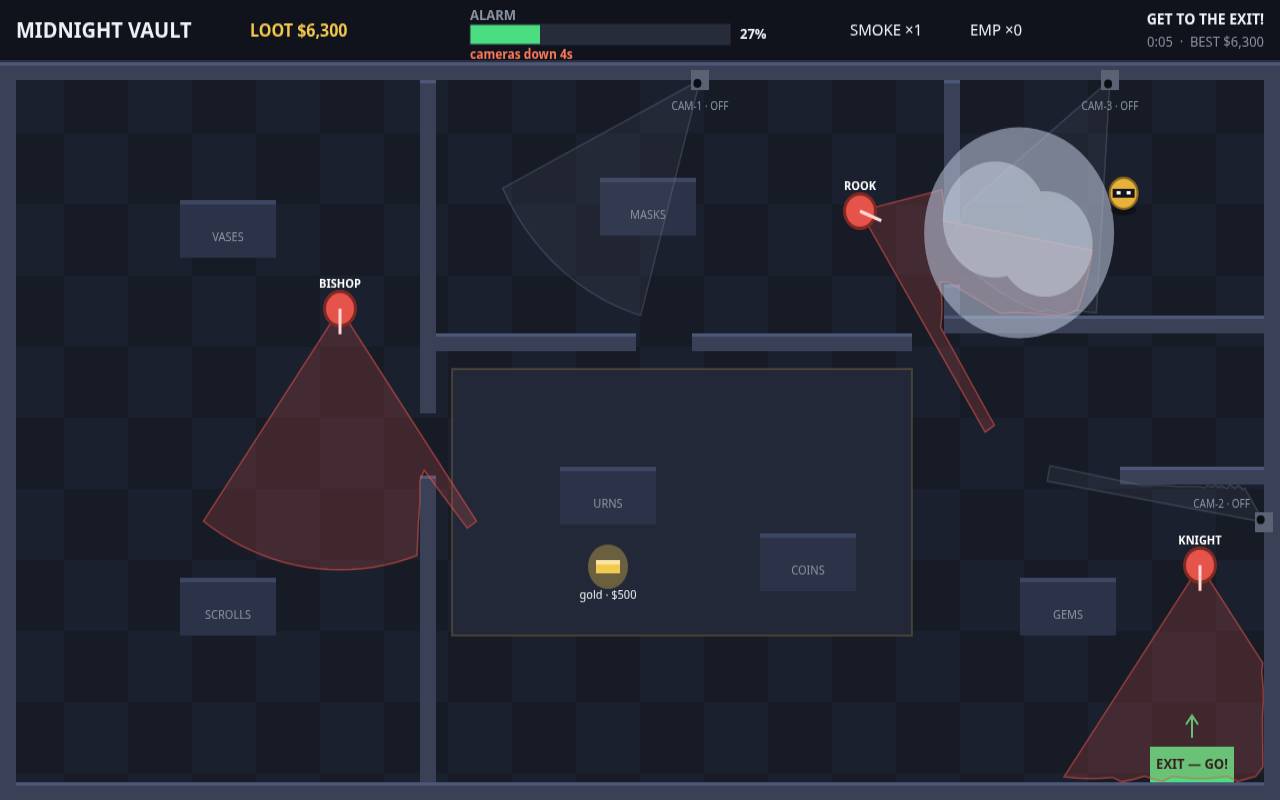 MIDNIGHT VAULT
LOOT $6,300
ALARM
27%
cameras down 4s
SMOKE ×1
EMP ×0
GET TO THE EXIT!
0:05 · BEST $6,300
CAM-1 · OFF
CAM-3 · OFF
ROOK
MASKS
VASES
BISHOP
URNS
CAM-2 · OFF
KNIGHT
COINS
gold · $500
SCROLLS
GEMS
EXIT — GO!